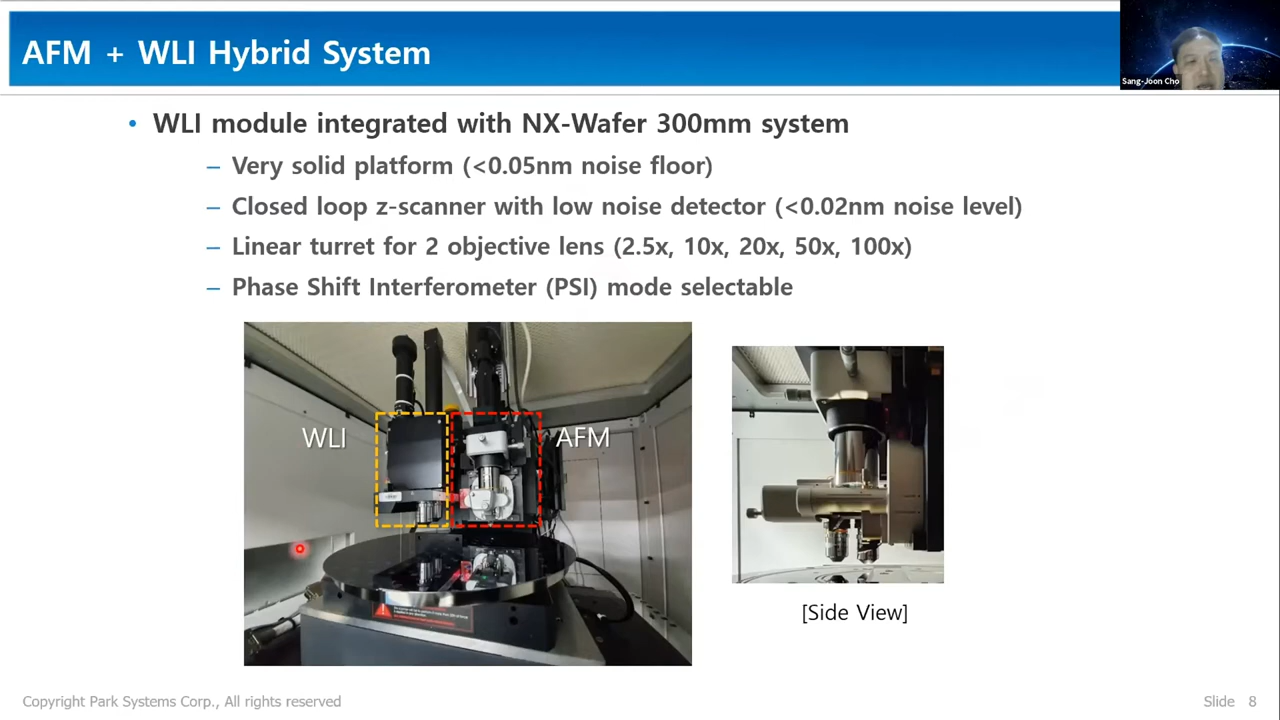 AFM + WLI Hybrid System
Sang-Joon Cho
• WLI module integrated with NX-Wafer 300mm system
– Very solid platform (<0.05nm noise floor)
– Closed loop z-scanner with low noise detector (<0.02nm noise level)
– Linear turret for 2 objective lens (2.5x, 10x, 20x, 50x, 100x)
– Phase Shift Interferometer (PSI) mode selectable
WLI
AFM
[Side View]
Copyright Park Systems Corp., All rights reserved
Slide 8